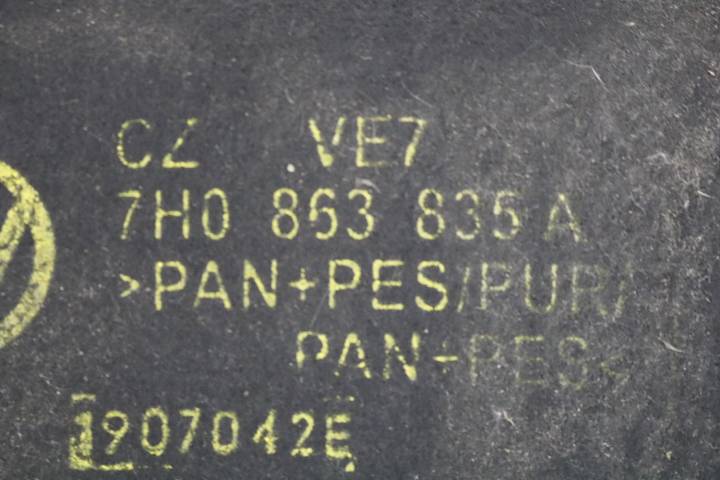 CZ VE7
7H0 863 835 A
>PAN+PES/PUR/
PAN+PES<
1907042E